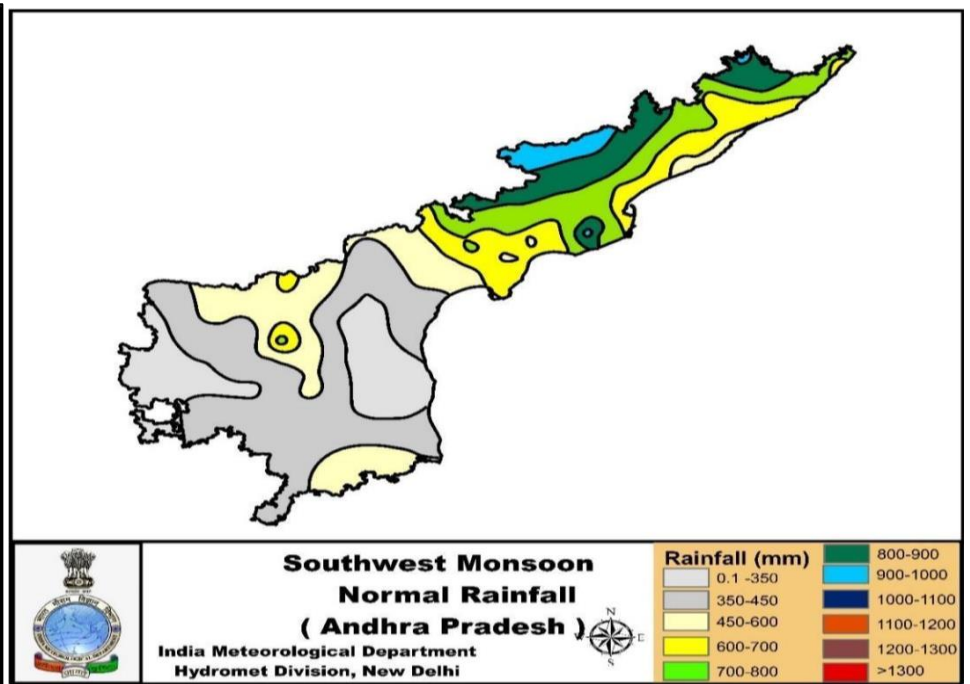 Southwest Monsoon
Normal Rainfall
( Andhra Pradesh )
India Meteorological Department
Hydromet Division, New Delhi
N
E
S
Rainfall (mm)
0.1 -350
350-450
450-600
600-700
700-800
800-900
900-1000
1000-1100
1100-1200
1200-1300
>1300